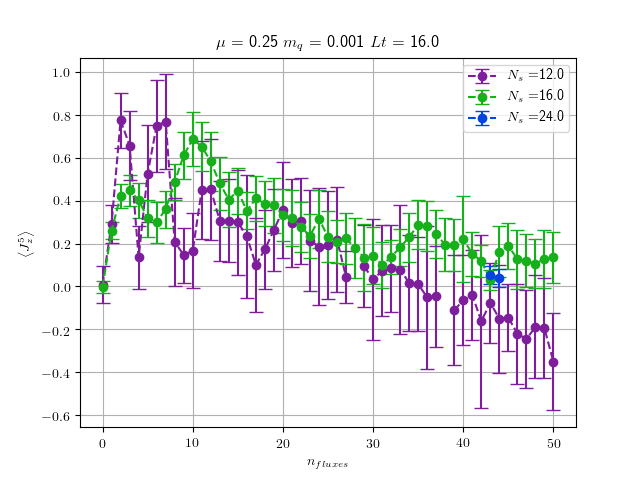 μ = 0.25 m_q = 0.001 Lt = 16.0
N_s =12.0
N_s =16.0
N_s =24.0
⟨J_z^5⟩
1.0
0.8
0.6
0.4
0.2
0.0
−0.2
−0.4
−0.6
0 10 20 30 40 50
n_{fluxes}